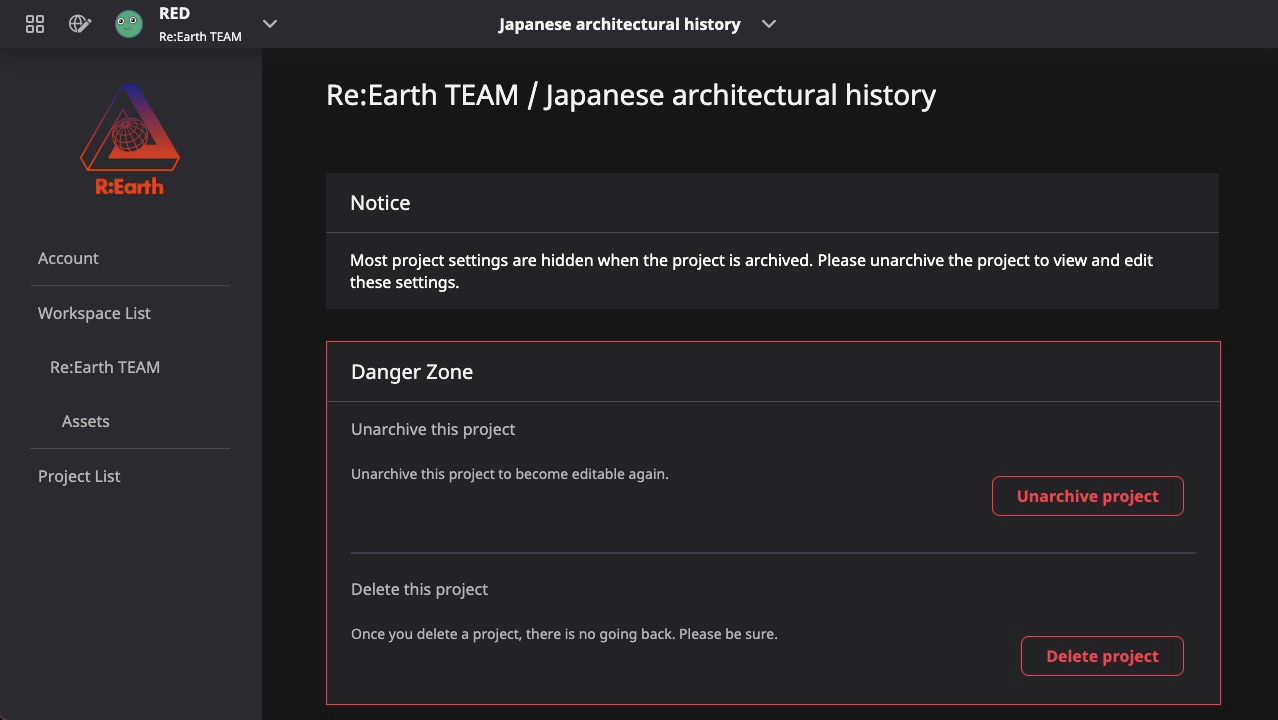 RED
Re:Earth TEAM
Japanese architectural history
R:Earth
Account
Workspace List
Re:Earth TEAM
Assets
Project List
Re:Earth TEAM / Japanese architectural history
Notice
Most project settings are hidden when the project is archived. Please unarchive the project to view and edit
these settings.
Danger Zone
Unarchive this project
Unarchive this project to become editable again.
Unarchive project
Delete this project
Once you delete a project, there is no going back. Please be sure.
Delete project